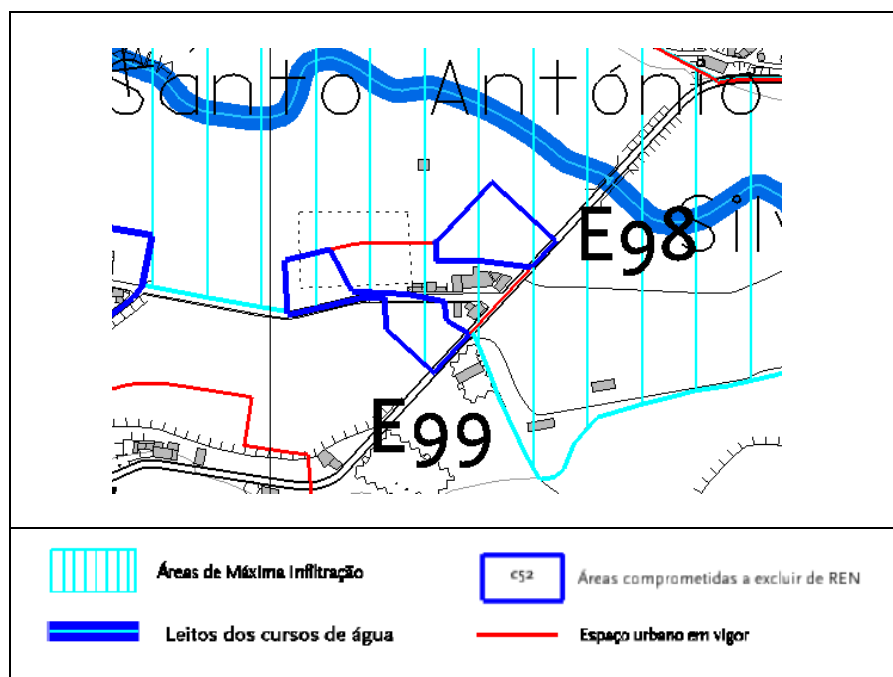 Santo António
E98
Silv
E99
Áreas de Máxima Infiltração
c52
Áreas comprometidas a excluir de REN
Leitos dos cursos de água
Espaço urbano em vigor